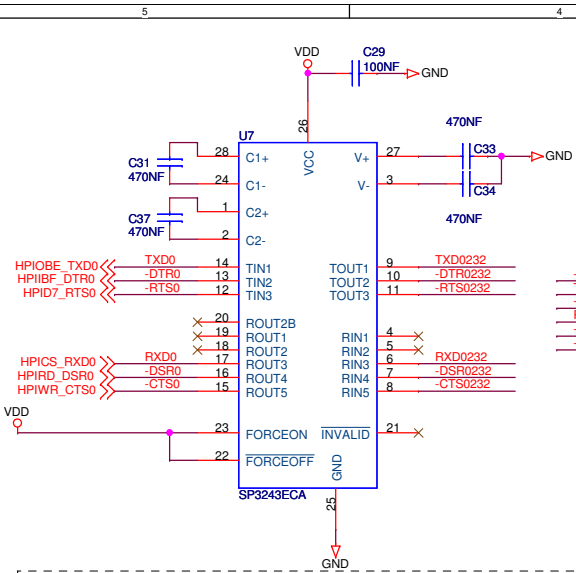 5 4
VDD C29
100NF GND
U7 26 470NF
28 C1+ VCC V+ 27 C33 GND
C31
470NF 24 C1- V- 3 C34
1 C2+
C37
470NF 470NF
2 C2-
HPIOBE_TXD0 TXD0 14 TIN1 TOUT1 9 TXD0232
HPIIBF_DTR0 -DTR0 13 TIN2 TOUT2 10 -DTR0232
HPID7_RTS0 -RTS0 12 TIN3 TOUT3 11 -RTS0232
20 ROUT2B
19 ROUT1 RIN1 4
18 ROUT2 RIN2 5
HPICS_RXD0 RXD0 17 ROUT3 RIN3 6 RXD0232
HPIRD_DSR0 -DSR0 16 ROUT4 RIN4 7 -DSR0232
HPIWR_CTS0 -CTS0 15 ROUT5 RIN5 8 -CTS0232
VDD
23 FORCEON INVALID 21
22 FORCEOFF GND
SP3243ECA 25
GND